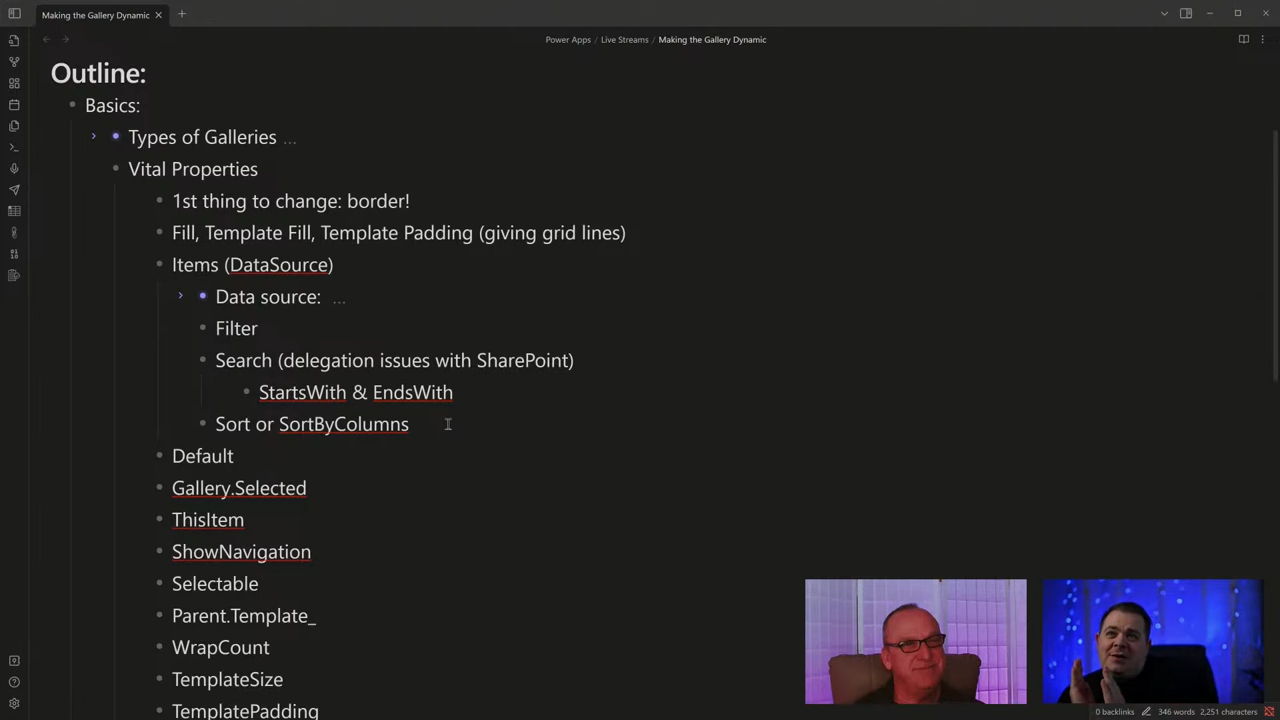 Making the Gallery Dynamic
Power Apps / Live Streams / Making the Gallery Dynamic
Outline:
Basics:
Types of Galleries ...
Vital Properties
1st thing to change: border!
Fill, Template Fill, Template Padding (giving grid lines)
Items (DataSource)
Data source: ...
Filter
Search (delegation issues with SharePoint)
StartsWith & EndsWith
Sort or SortByColumns
Default
Gallery.Selected
ThisItem
ShowNavigation
Selectable
Parent.Template_
WrapCount
TemplateSize
TemplatePadding
0 backlinks 346 words 2,251 characters